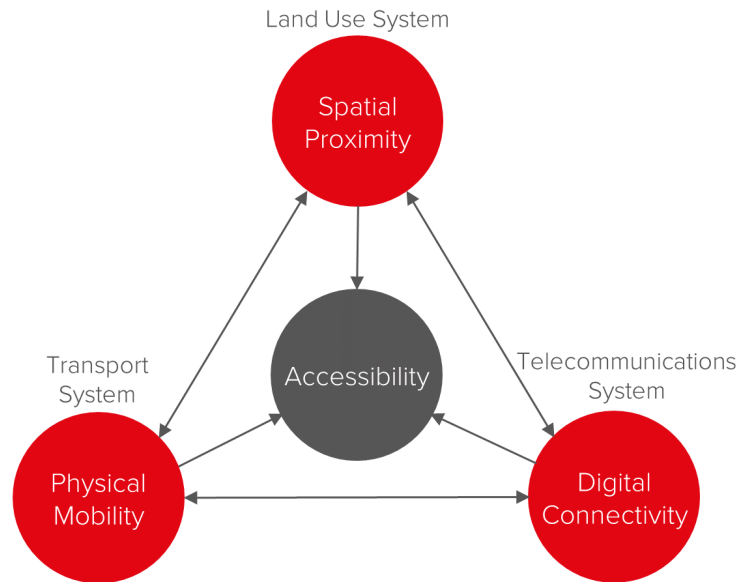 Land Use System
Spatial
Proximity
Accessibility
Transport
System
Telecommunications
System
Physical
Mobility
Digital
Connectivity